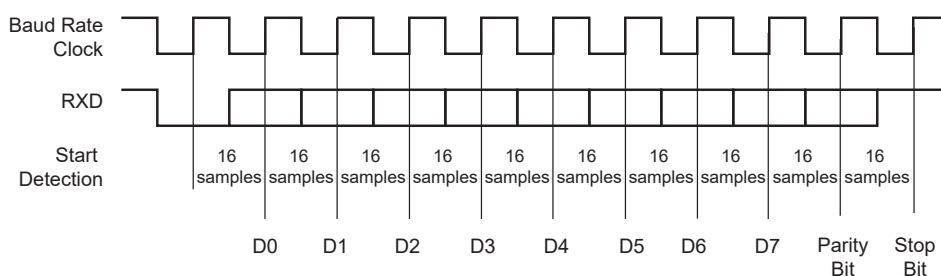 Baud Rate
Clock
RXD
Start
Detection
16
samples
16
samples
16
samples
16
samples
16
samples
16
samples
16
samples
16
samples
16
samples
16
samples
D0
D1
D2
D3
D4
D5
D6
D7
Parity
Bit
Stop
Bit